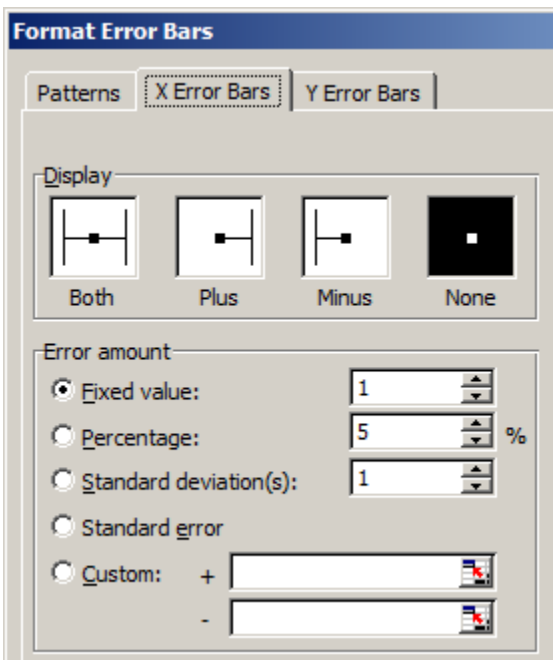 Format Error Bars
Patterns X Error Bars Y Error Bars
Display
Both Plus Minus None
Error amount
Fixed value: 1
Percentage: 5 %
Standard deviation(s): 1
Standard error
Custom: +
-